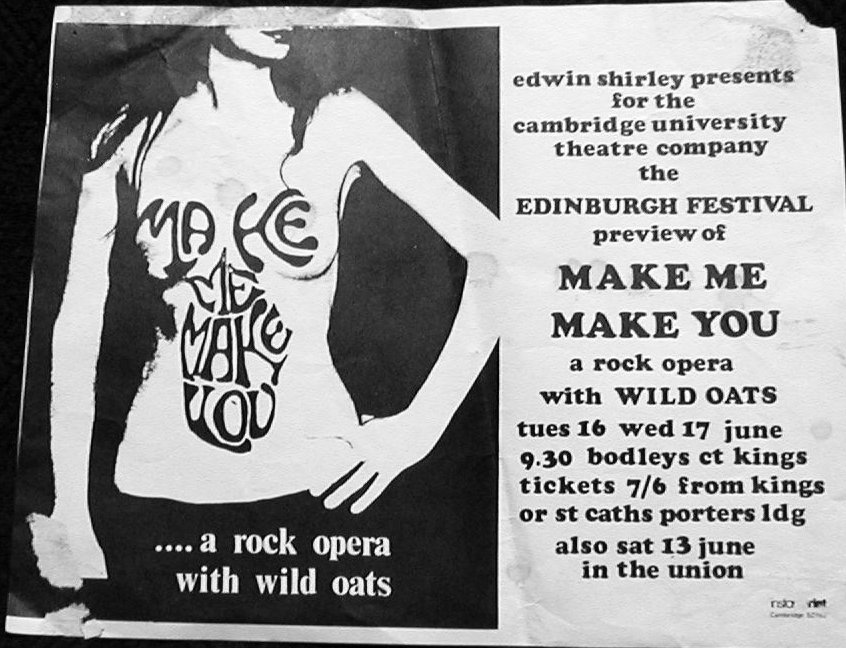 MAKE
ME
MAKE
YOU
.... a rock opera
with wild oats
edwin shirley presents
for the
cambridge university
theatre company
the
EDINBURGH FESTIVAL
preview of
MAKE ME
MAKE YOU
a rock opera
with WILD OATS
tues 16 wed 17 june
9.30 bodleys ct kings
tickets 7/6 from kings
or st caths porters ldg
also sat 13 june
in the union
Cambridge